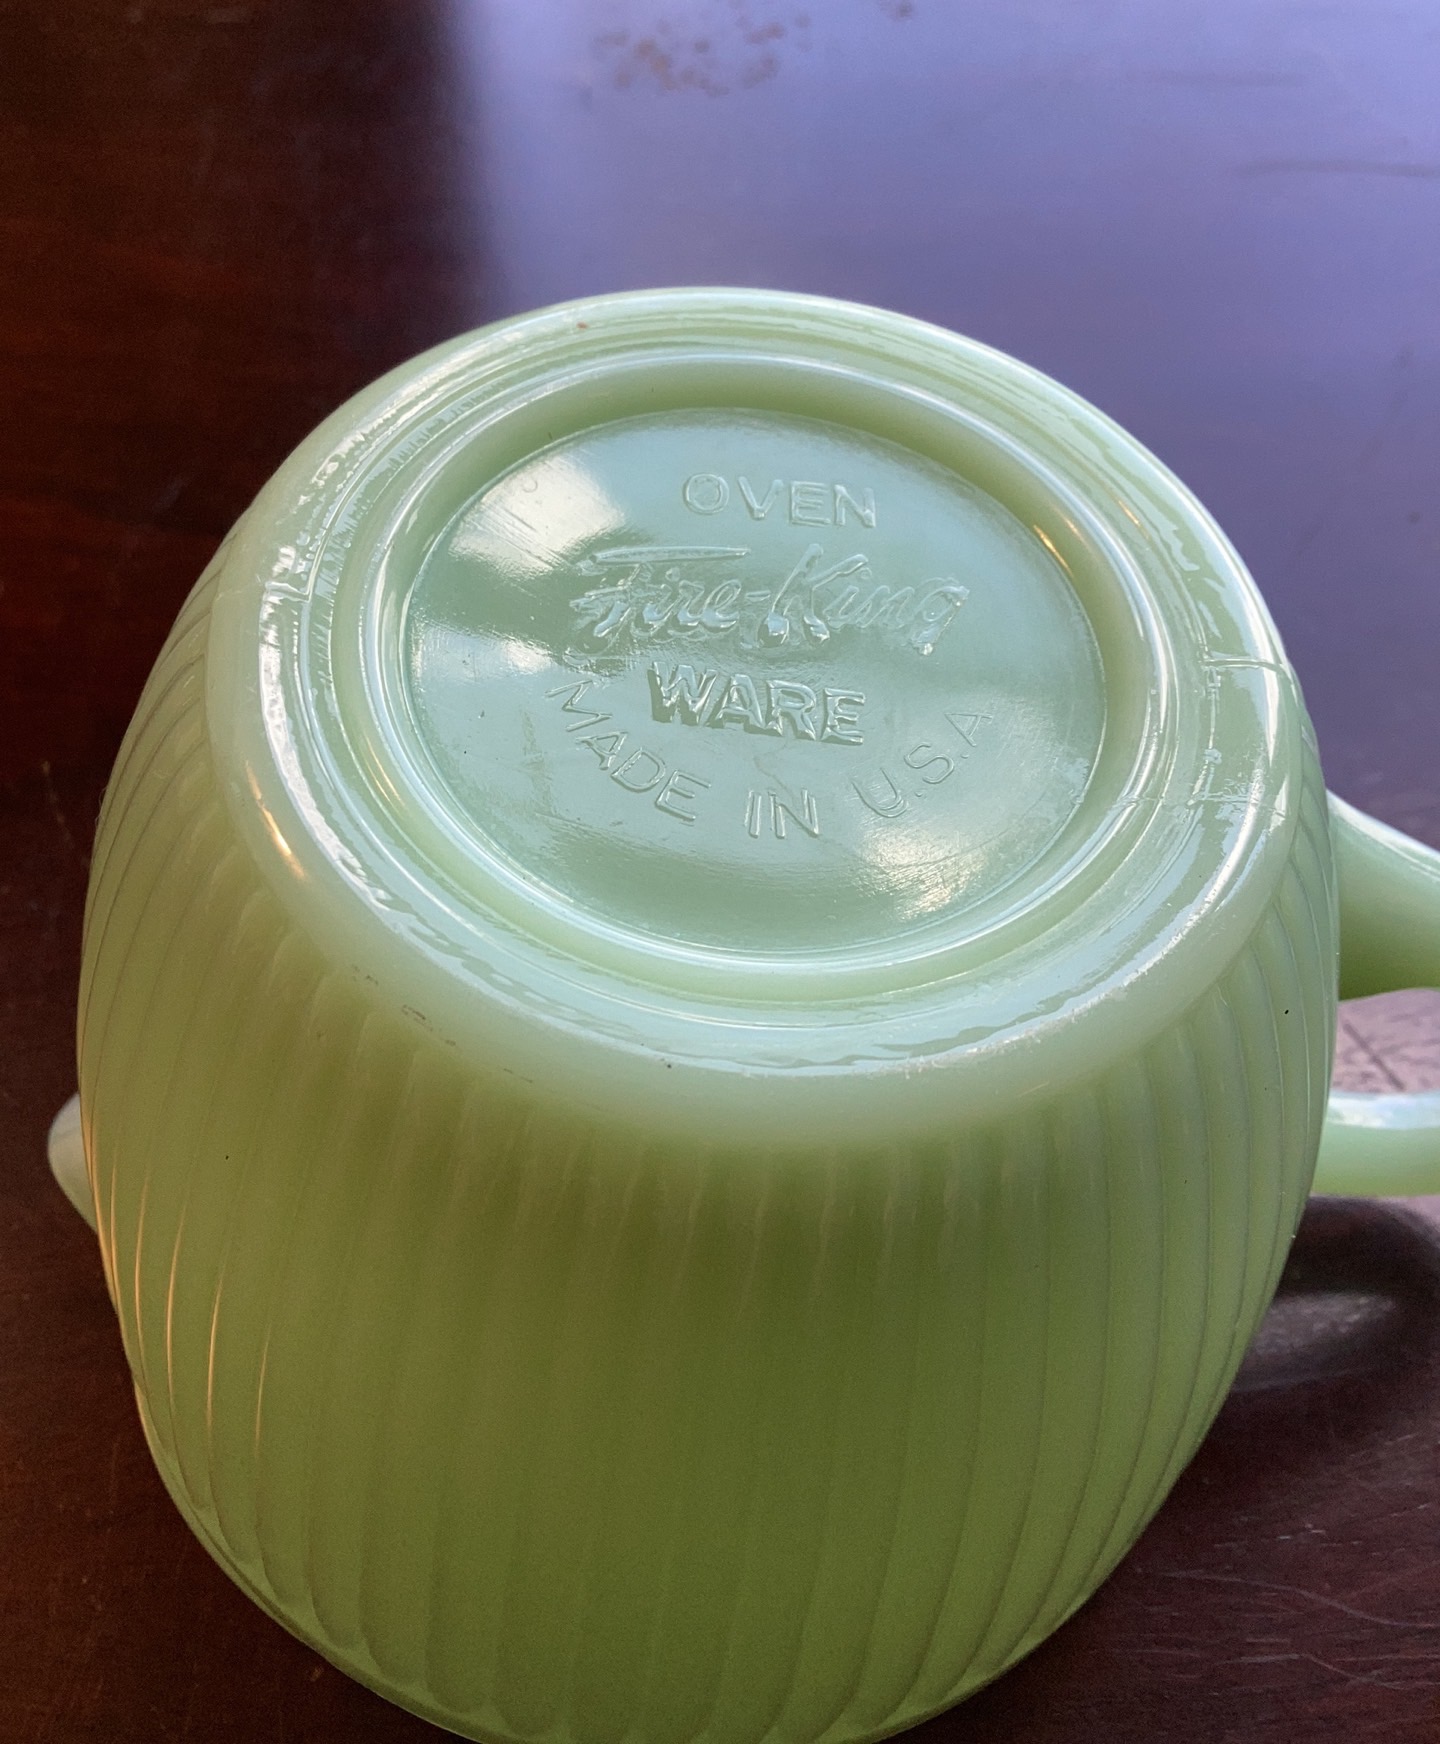 OVEN
Fire-King
WARE
MADE IN U.S.A